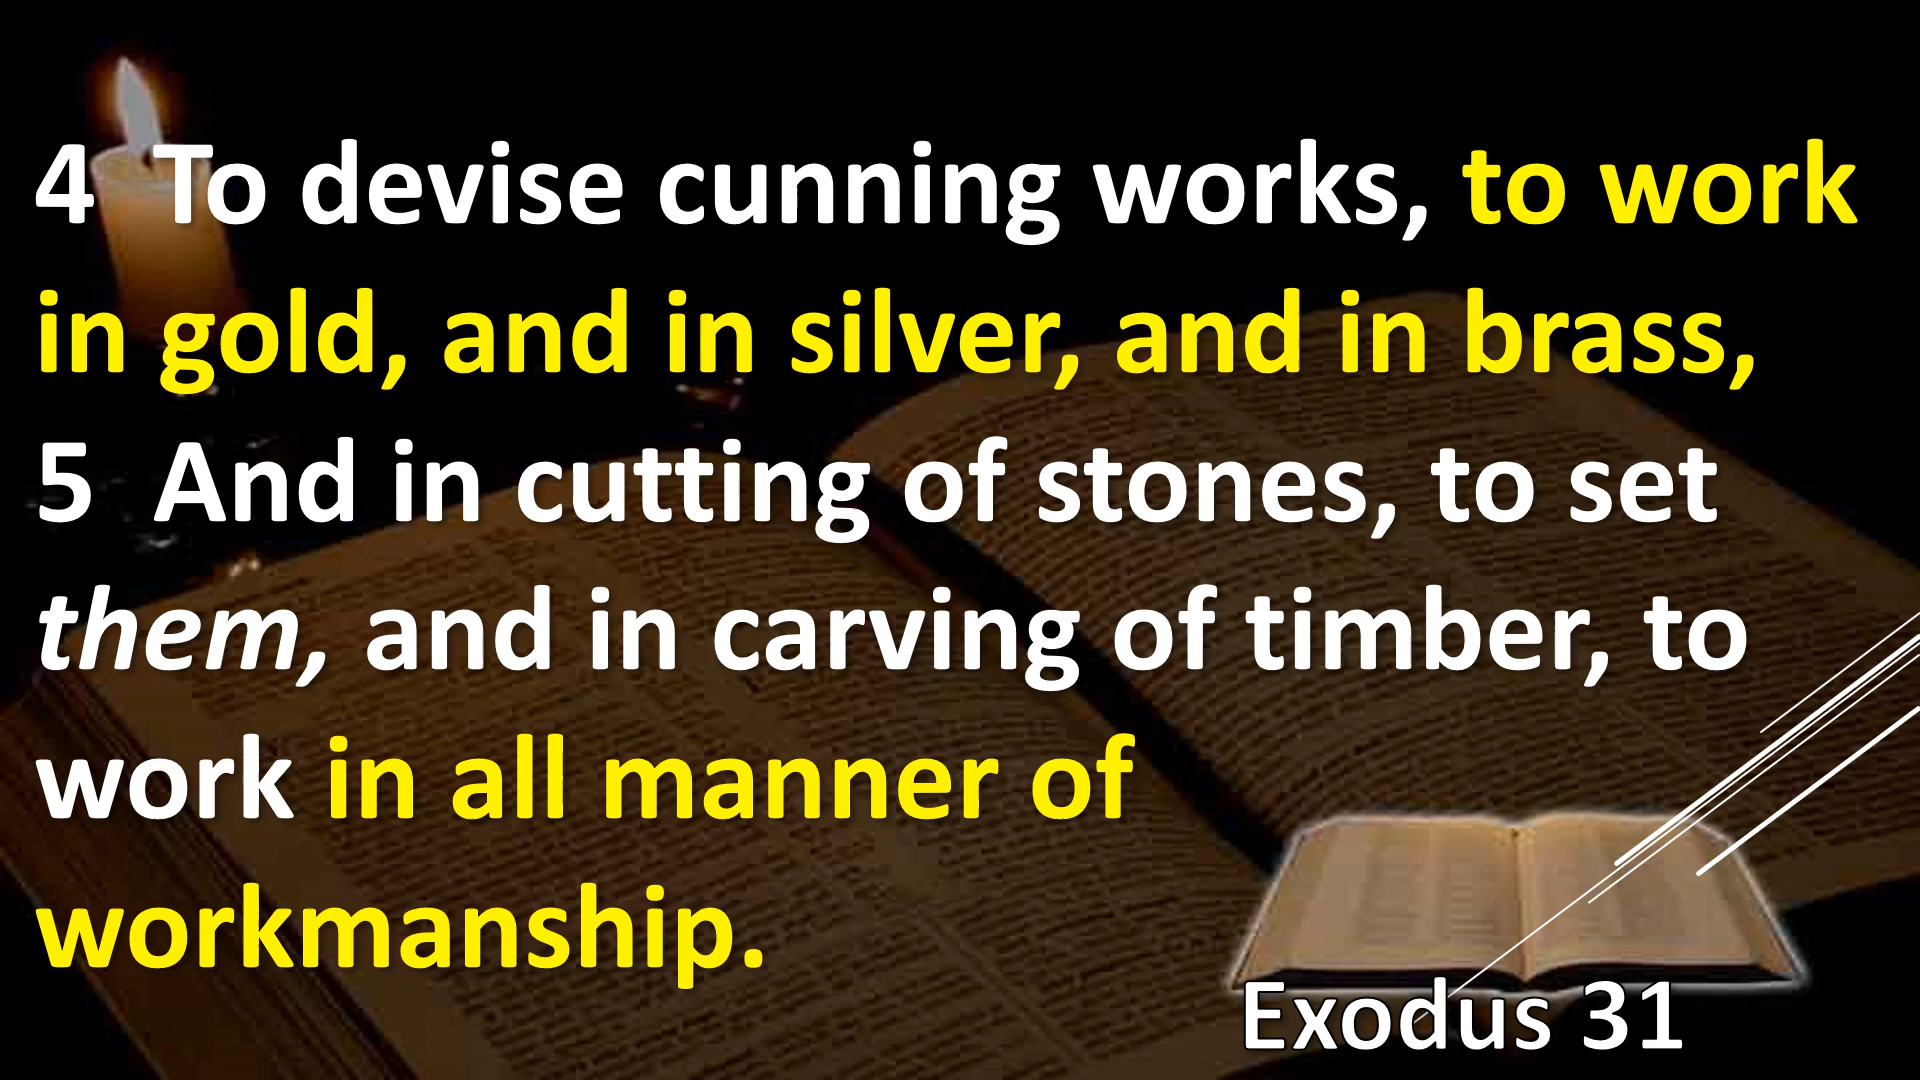 4  To devise cunning works, to work
in gold, and in silver, and in brass,
5  And in cutting of stones, to set
them, and in carving of timber, to
work in all manner of
workmanship.
Exodus 31